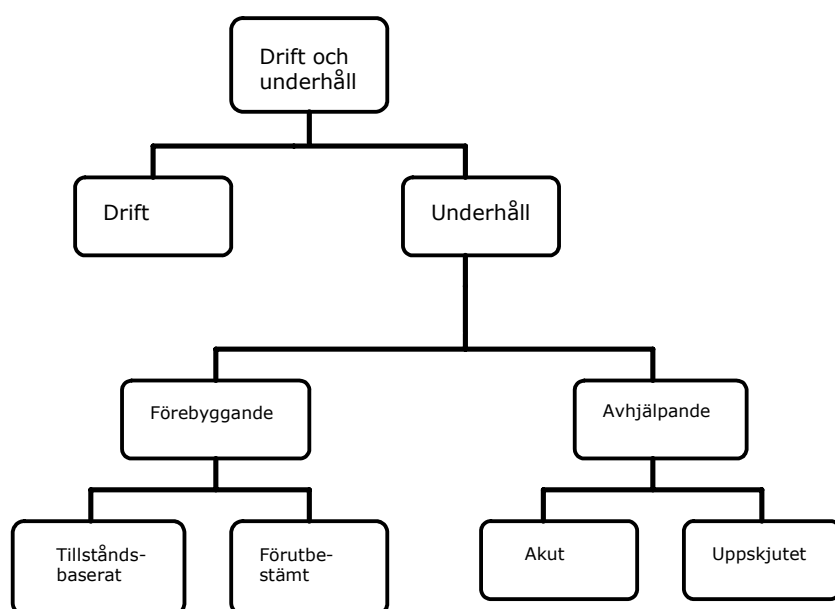 Drift och
underhåll
Drift
Underhåll
Förebyggande
Avhjälpande
Tillstånds-
baserat
Förutbe-
stämt
Akut
Uppskjutet